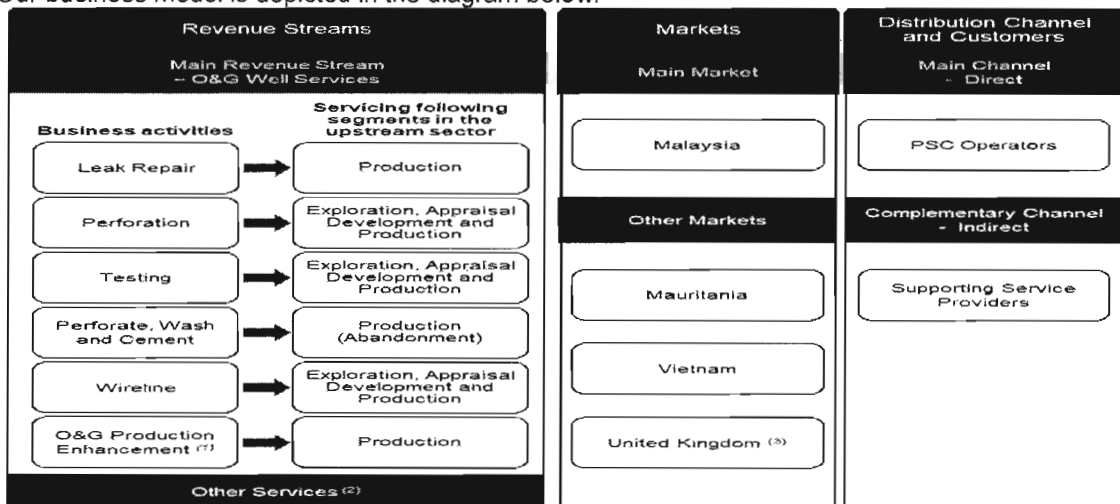 Our business model is depicted in the diagram below.
Revenue Streams
Main Revenue Stream
– O&G Well Services
Business activities
Servicing following
segments in the
upstream sector
Leak Repair
Production
Perforation
Exploration, Appraisal
Development and
Production
Testing
Exploration, Appraisal
Development and
Production
Perforate, Wash
and Cement
Production
(Abandonment)
Wireline
Exploration, Appraisal
Development and
Production
O&G Production
Enhancement (1)
Production
Other Services (2)
Markets
Main Market
Malaysia
Other Markets
Mauritania
Vietnam
United Kingdom (3)
Distribution Channel
and Customers
Main Channel
- Direct
PSC Operators
Complementary Channel
- Indirect
Supporting Service
Providers